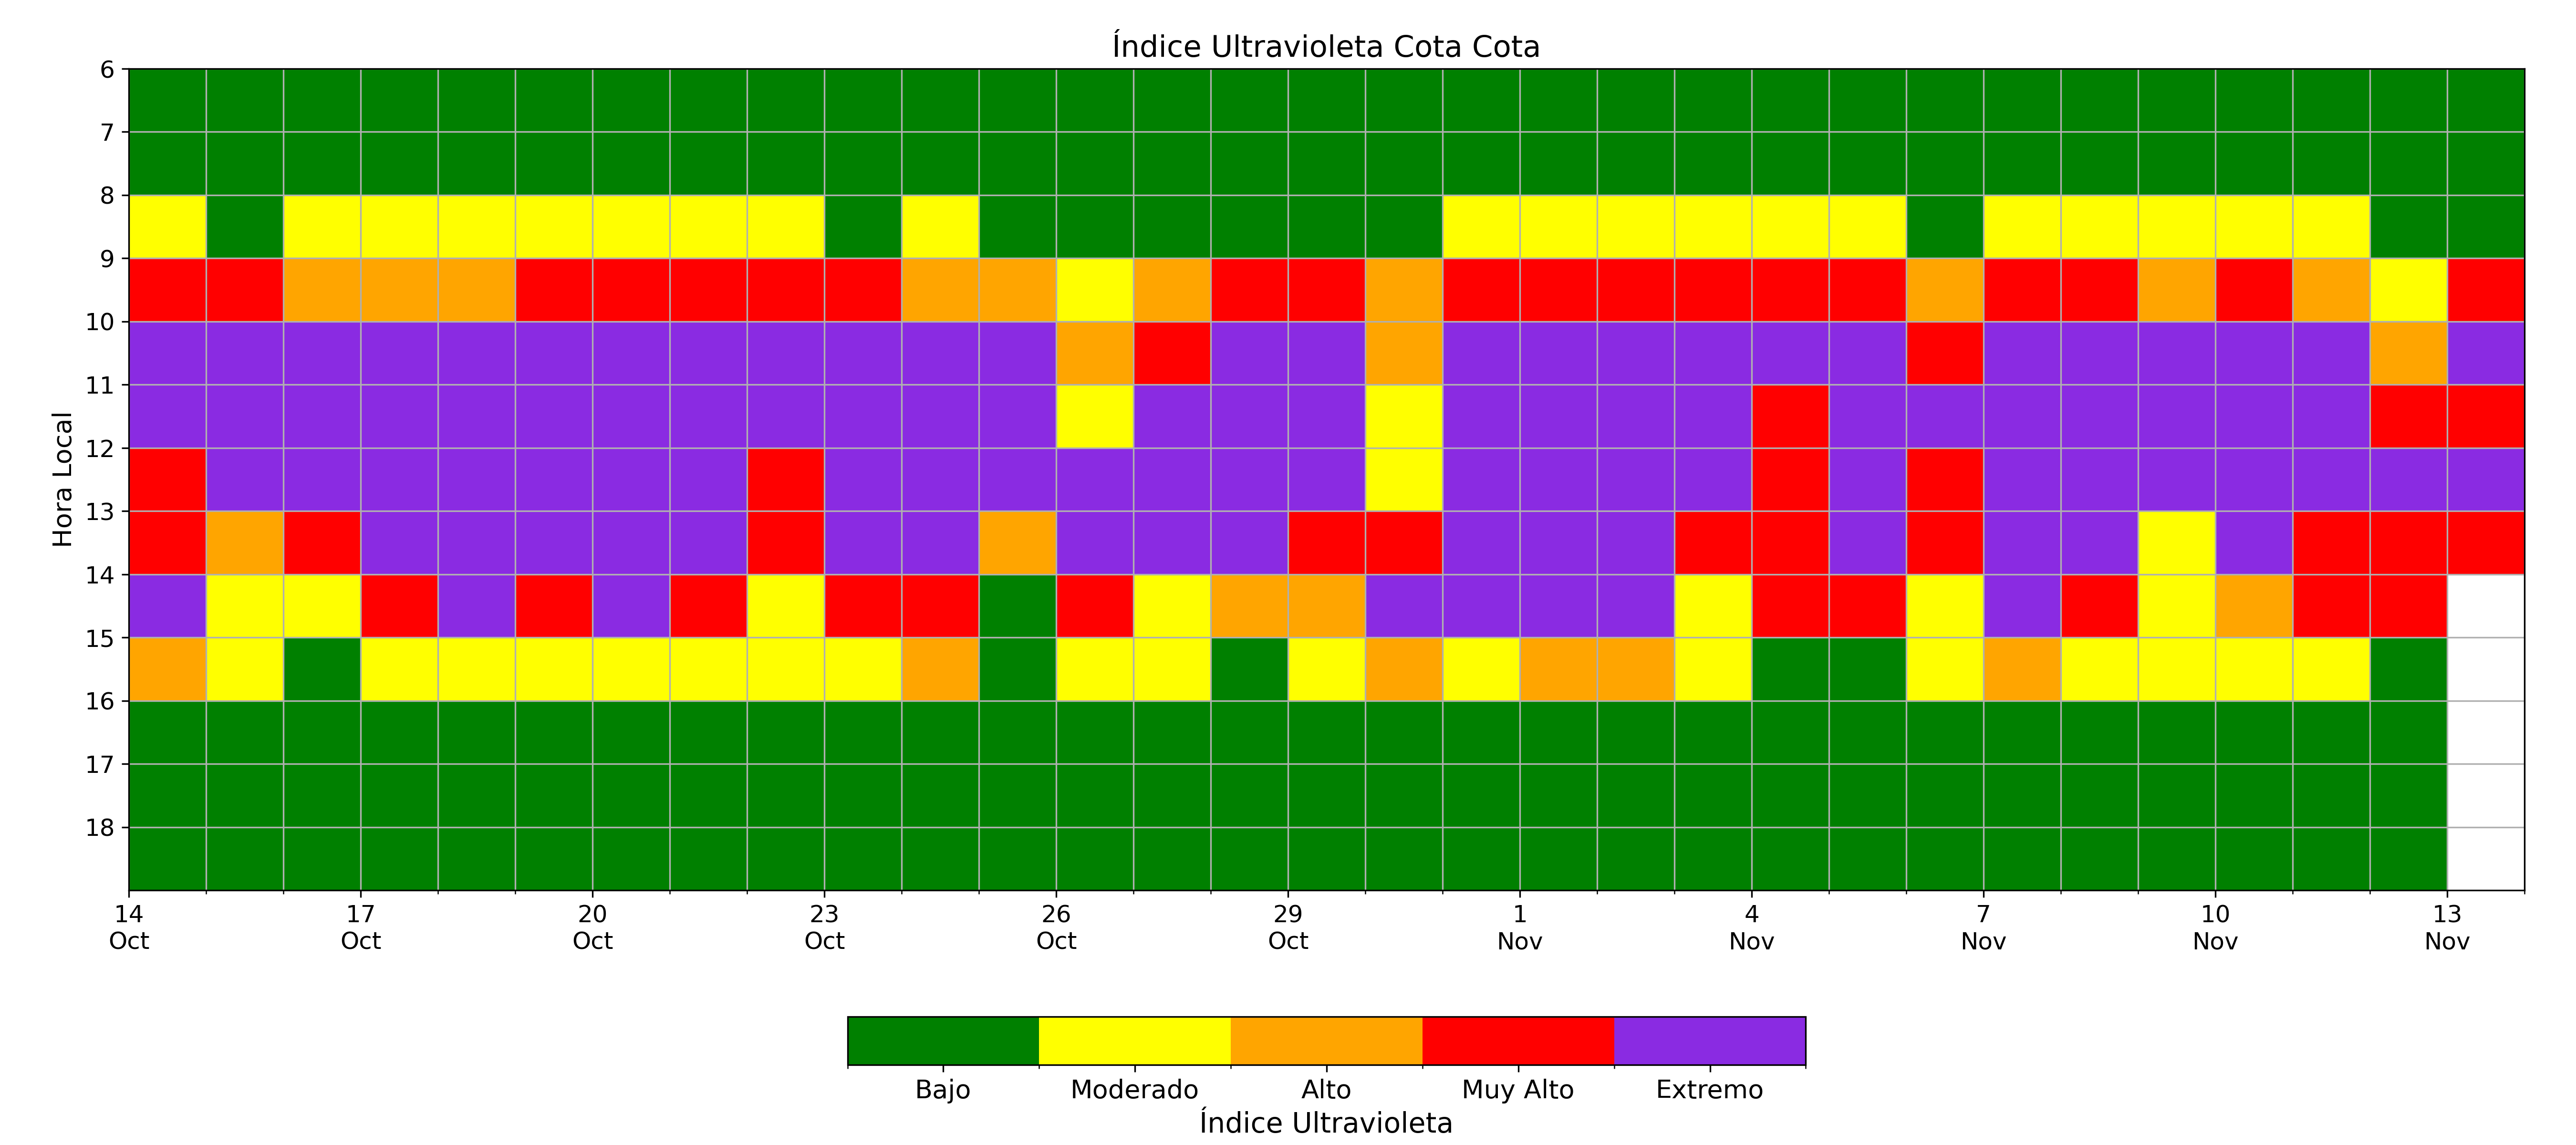 Índice Ultravioleta Cota Cota
Hora Local
6
7
8
9
10
11
12
13
14
15
16
17
18
14 17 20 23 26 29 1 4 7 10 13
Oct Oct Oct Oct Oct Oct Nov Nov Nov Nov Nov
Bajo Moderado Alto Muy Alto Extremo
Índice Ultravioleta